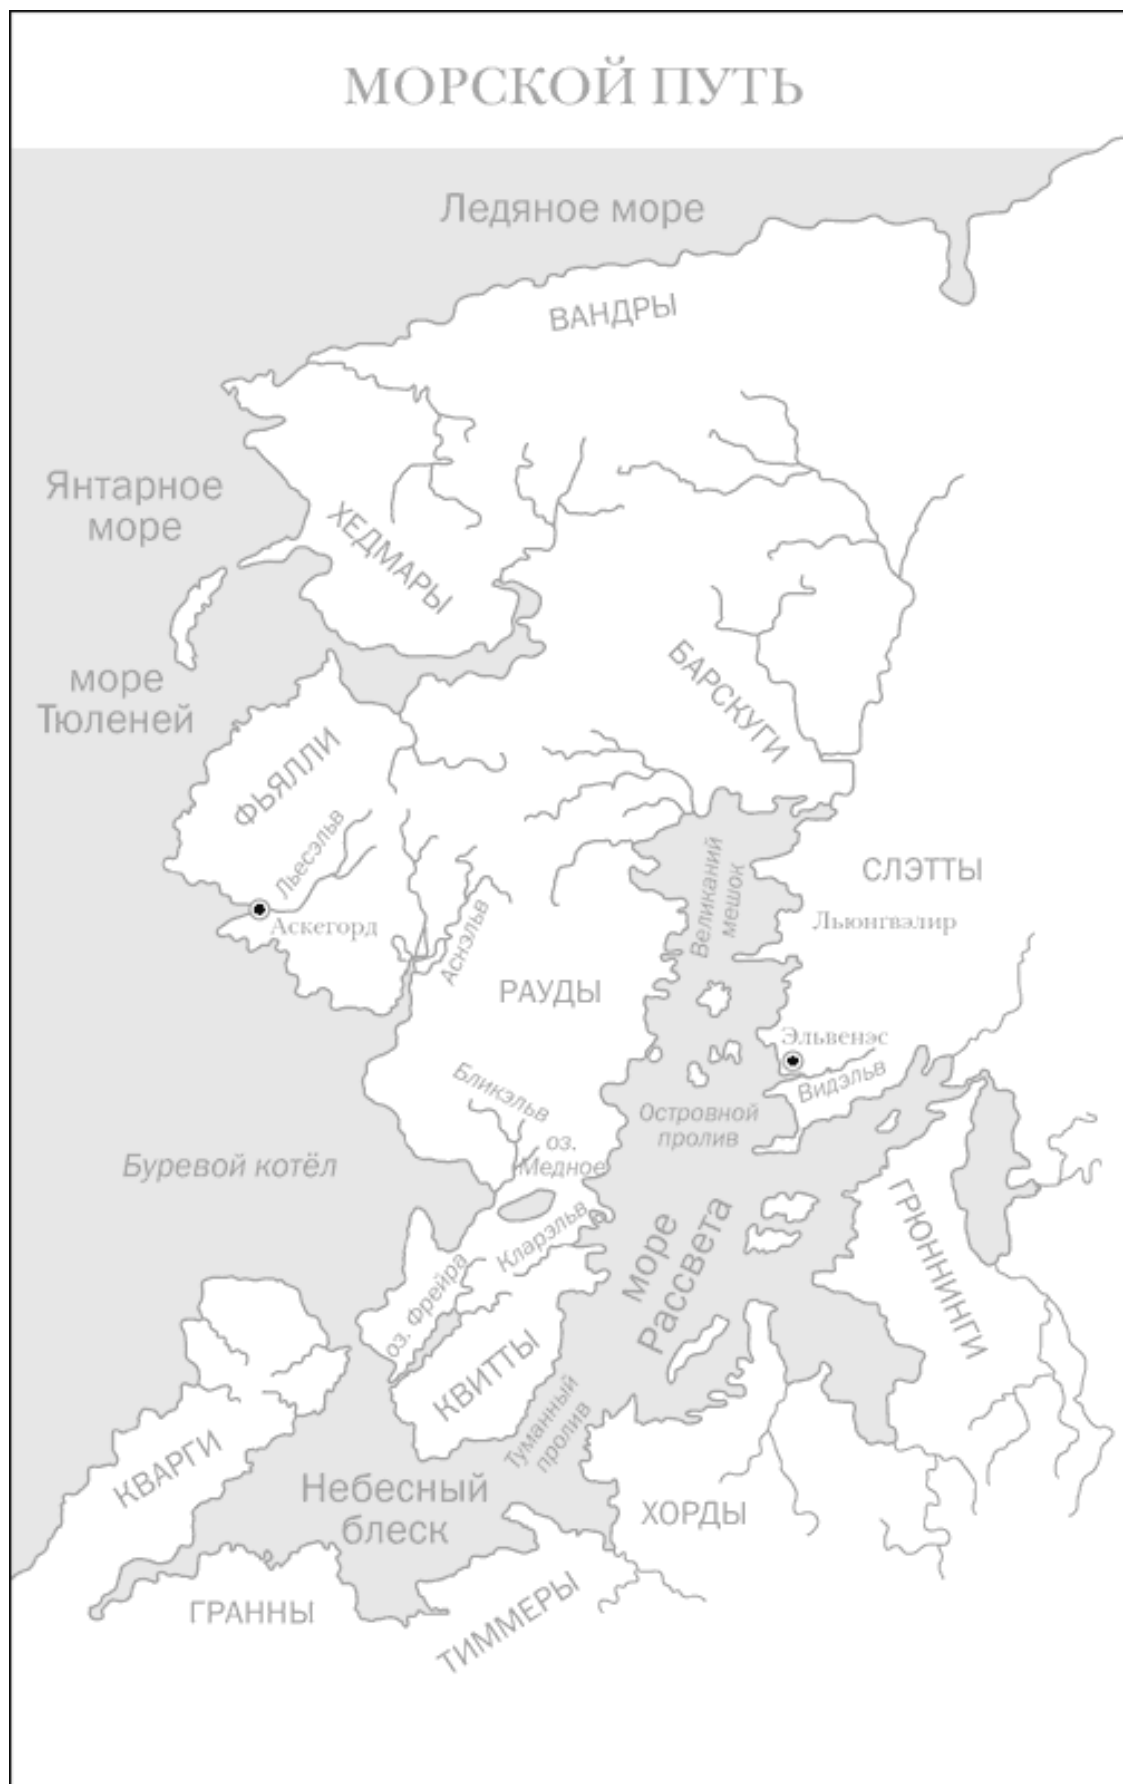 МОРСКОЙ ПУТЬ
Ледяное море
ВАНДРЫ
Янтарное
море
ХЕДМАРЫ
море
Тюленей
БАРСКУГИ
ФЬЯЛЛИ
Льесэльв
Великаний
мешок
СЛЭТТЫ
Аскегорд
Аснэльв
Льюнгвэлир
РАУДЫ
Эльвенэс
Видэльв
Бликэльв
Островной
пролив
оз.
Медное
Буревой котёл
Кларэльв
море
Рассвета
ГРЮННИНГИ
оз. Фрейра
КВИТТЫ
Туманный
пролив
КВАРГИ
Небесный
блеск
ХОРДЫ
ГРАННЫ
ТИММЕРЫ